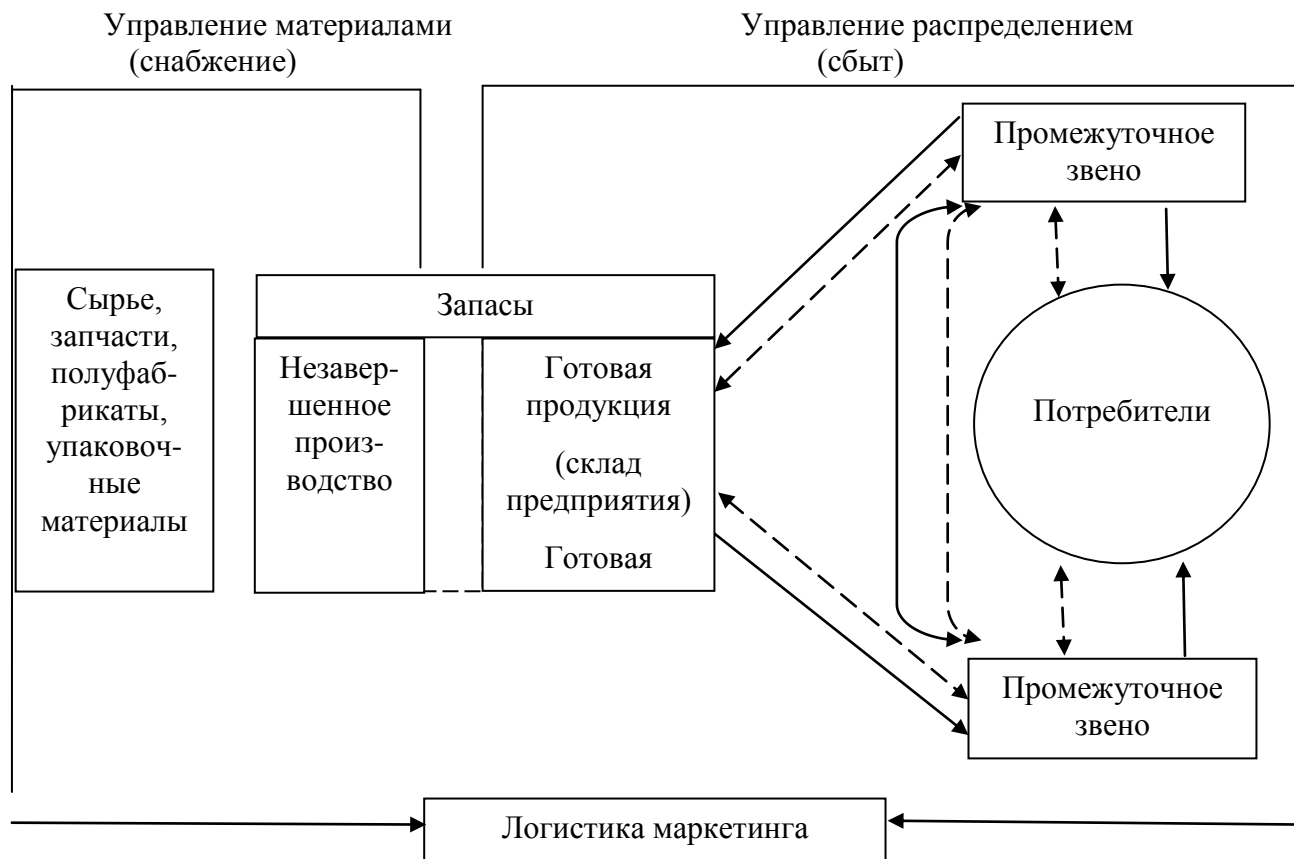 Управление материалами
(снабжение)
Управление распределением
(сбыт)
Промежуточное
звено
Сырье,
запчасти,
полуфаб-
рикаты,
упаковоч-
ные
материалы
Запасы
Незавер-
шенное
произ-
водство
Готовая
продукция
(склад
предприятия)
Готовая
Потребители
Промежуточное
звено
Логистика маркетинга